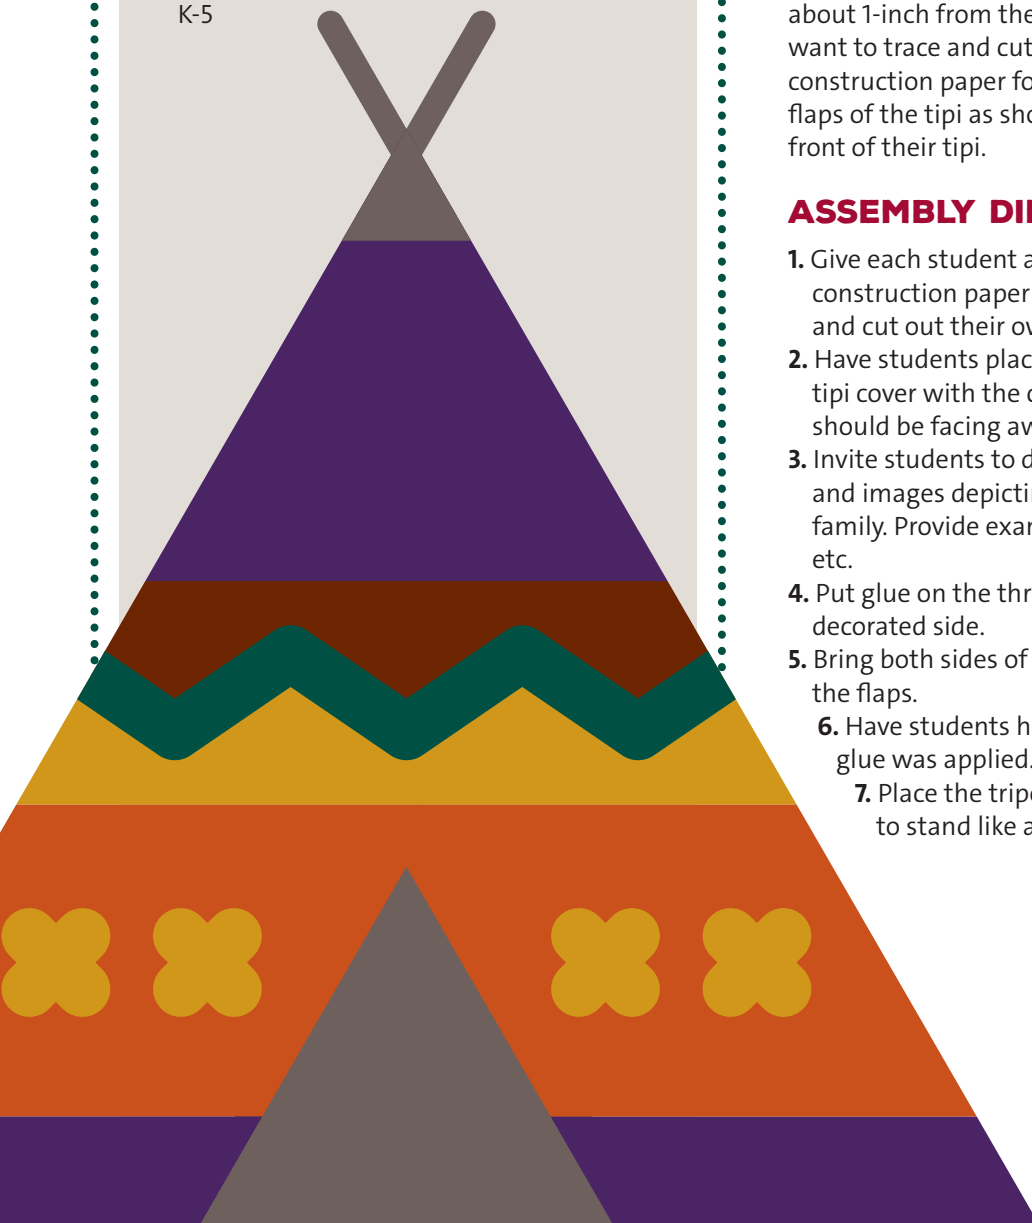 K-5
about 1-inch from the
want to trace and cut
construction paper fo
flaps of the tipi as sho
front of their tipi.
ASSEMBLY DI
1. Give each student a
construction paper
and cut out their ov
2. Have students plac
tipi cover with the
should be facing aw
3. Invite students to d
and images depicti
family. Provide exa
etc.
4. Put glue on the thr
decorated side.
5. Bring both sides of
the flaps.
6. Have students h
glue was applied.
7. Place the trip
to stand like a